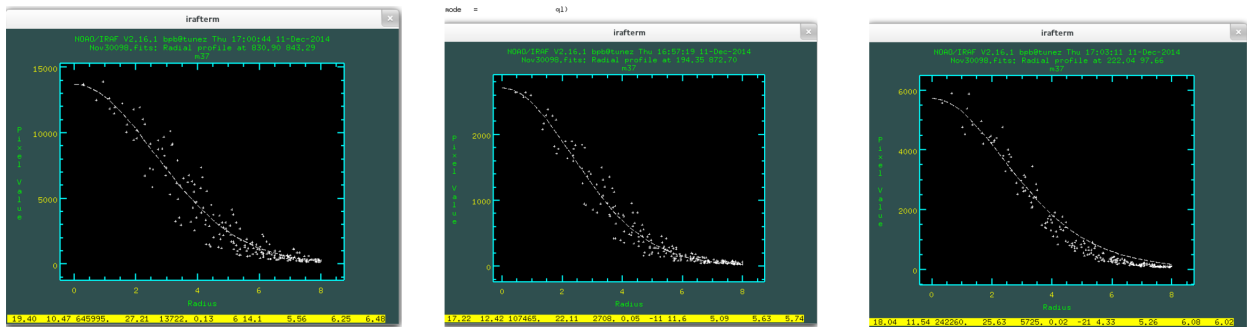 irafterm
NOAO/IRAF V2.16.1 bpb@tunez Thu 17:00:44 11-Dec-2014
Nov30098.fits: Radial profile at 830.90 843.29
m37
15000
10000
5000
0
Pixel Value
0 2 4 6 8
Radius
19.40 10.47 645995. 27.21 13722. 0.13 6 14.1 5.56 6.25 6.48
mode = ql)
irafterm
NOAO/IRAF V2.16.1 bpb@tunez Thu 16:57:19 11-Dec-2014
Nov30098.fits: Radial profile at 194.35 872.70
m37
2000
1000
0
Pixel Value
0 2 4 6 8
Radius
17.22 12.42 107465. 22.11 2708. 0.05 -11 11.6 5.09 5.63 5.74
irafterm
NOAO/IRAF V2.16.1 bpb@tunez Thu 17:03:11 11-Dec-2014
Nov30098.fits: Radial profile at 222.04 97.66
m37
6000
4000
2000
0
Pixel Value
0 2 4 6 8
Radius
18.04 11.54 242260. 25.63 5725. 0.02 -21 4.33 5.26 6.08 6.02